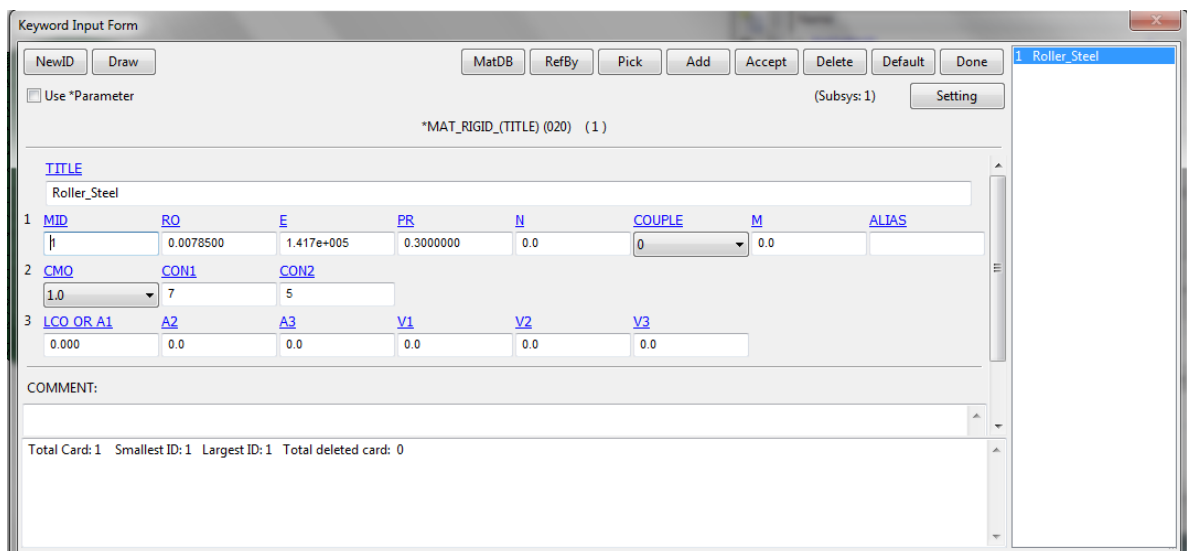 Keyword Input Form
NewID Draw MatDB RefBy Pick Add Accept Delete Default Done
1 Roller_Steel
Use *Parameter (Subsys: 1) Setting
*MAT_RIGID_(TITLE) (020) (1)
TITLE
Roller_Steel
1 MID RO E PR N COUPLE M ALIAS
1 0.0078500 1.417e+005 0.3000000 0.0 0 0.0
2 CMO CON1 CON2
1.0 7 5
3 LCO OR A1 A2 A3 V1 V2 V3
0.000 0.0 0.0 0.0 0.0 0.0
COMMENT:
Total Card: 1 Smallest ID: 1 Largest ID: 1 Total deleted card: 0